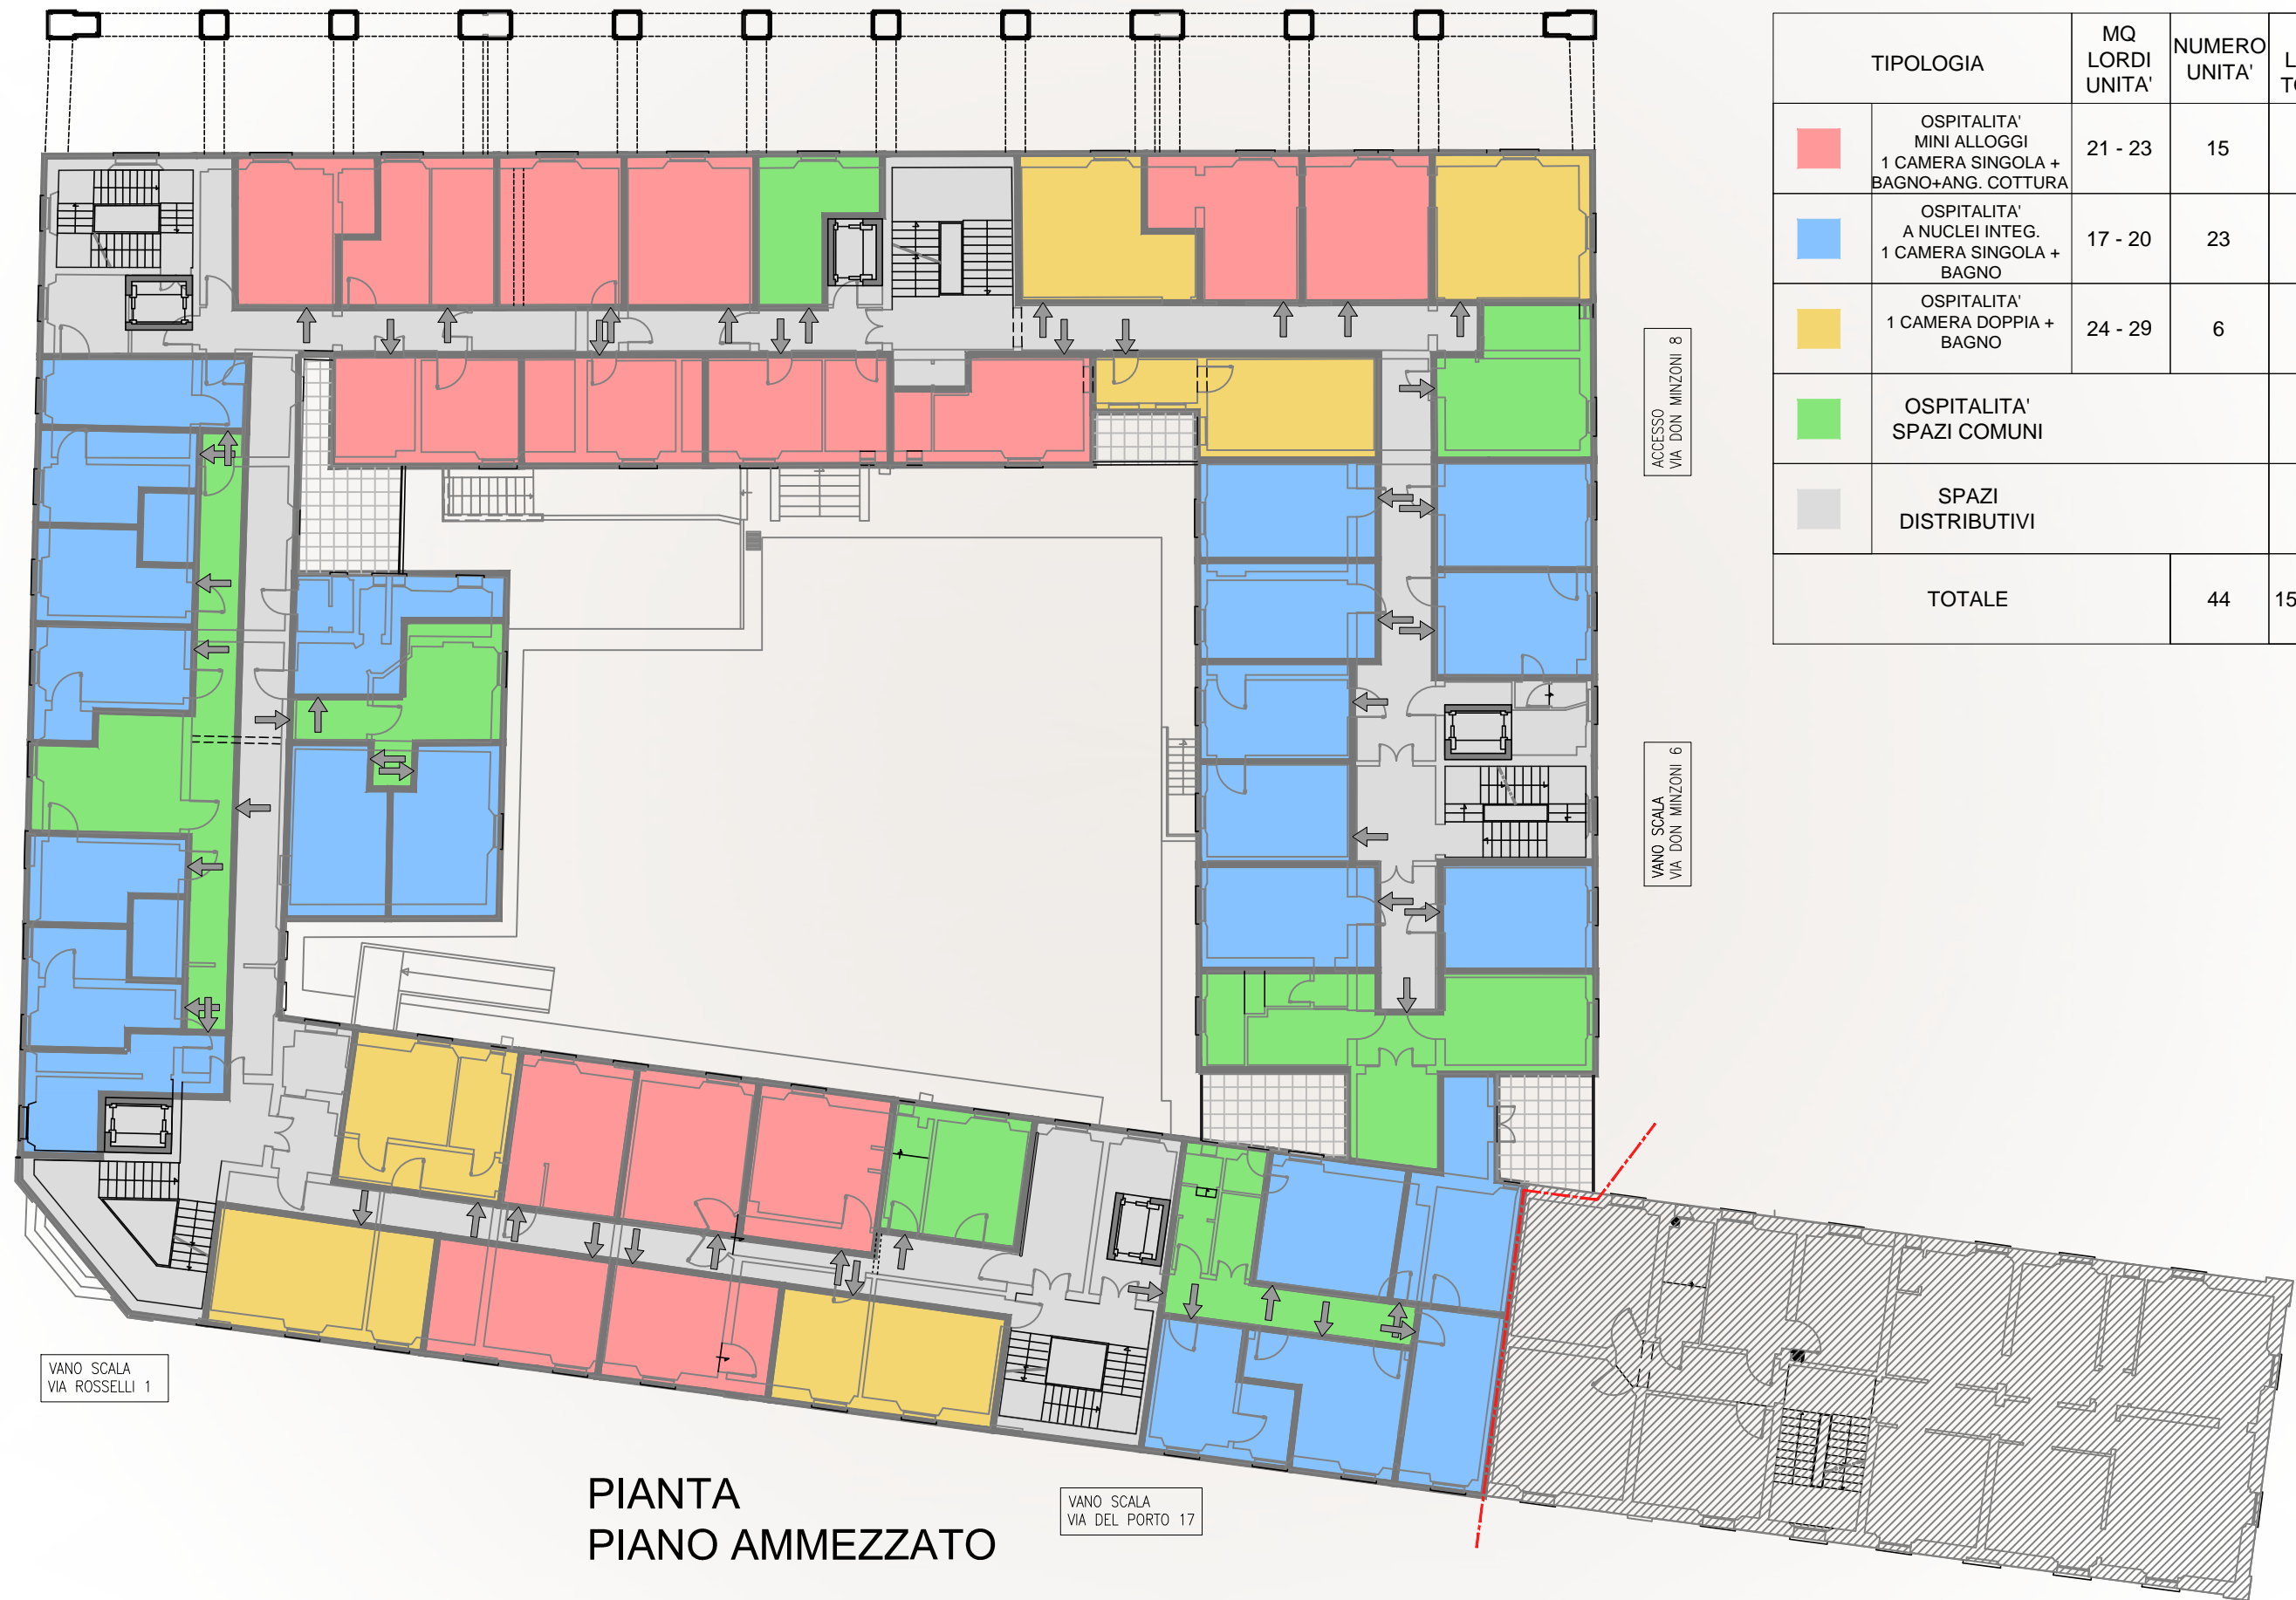 TIPOLOGIA
MQ
LORDI
UNITA'
NUMERO
UNITA'
OSPITALITA'
MINI ALLOGGI
1 CAMERA SINGOLA +
BAGNO+ANG. COTTURA
21 - 23
15
OSPITALITA'
A NUCLEI INTEG.
1 CAMERA SINGOLA +
BAGNO
17 - 20
23
OSPITALITA'
1 CAMERA DOPPIA +
BAGNO
24 - 29
6
OSPITALITA'
SPAZI COMUNI
SPAZI
DISTRIBUTIVI
TOTALE
44
15
ACCESSO
VIA DON MINZONI 8
VANO SCALA
VIA DON MINZONI 6
VANO SCALA
VIA ROSSELLI 1
PIANTA
PIANO AMMEZZATO
VANO SCALA
VIA DEL PORTO 17